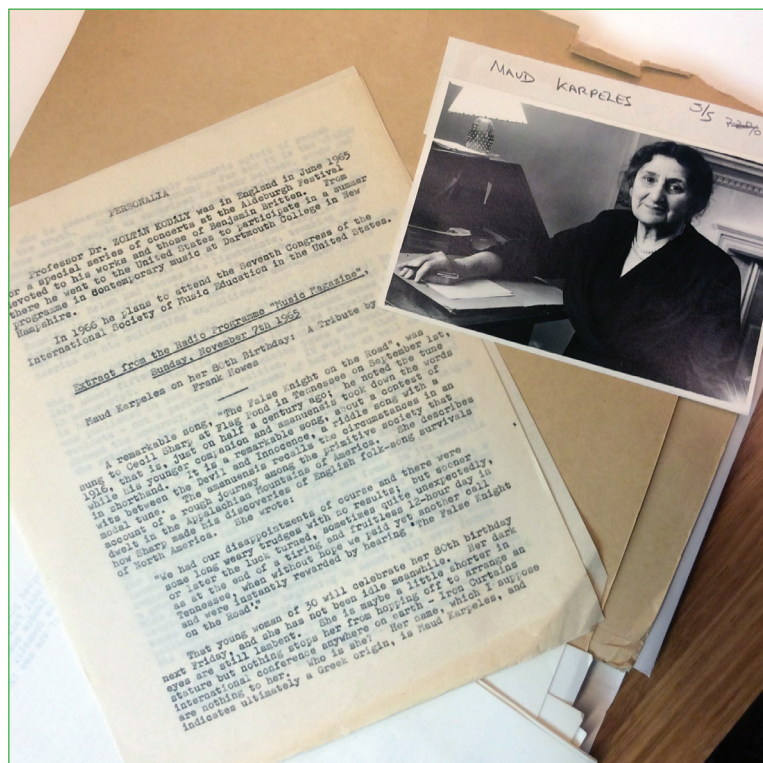 PERSONALIA
Professor Dr. ZOLTÁN KODÁLY was in England in June 1965
or a special series of concerts at the Aldeburgh Festival
devoted to his works and those of Benjamin Britten. From
there he went to the United States to participate in a summer
programme in contemporary music at Dartmouth College in New
Hampshire.
In 1966 he plans to attend the Seventh Congress of the
International Society of Music Education in the United States.
Extract from the Radio Programme "Music Magazine",
Sunday, November 7th 1965
Maud Karpeles on her 80th Birthday: A Tribute by
Frank Howes
A remarkable song, "The False Knight on the Road", was
sung to Cecil Sharp at Flag Pond in Tennessee on September 1st,
1916, that is, just on half a century ago; he noted the tune
while his younger companion and amanuensis took down the words
in shorthand. It is a remarkable song, about a contest of
wits between the Devil and Innocence, a riddle song with a
modal tune. The amanuensis recalls the circumstances in an
account of a rough journey among the primitive society that
dwelt in the Appalachian Mountains of America. She describes
how Sharp made his discoveries of English folk-song survivals
of North America. She wrote:
"We had our disappointments of course and there were
some long weary trudges with no result; but sooner
or later the luck turned, sometimes quite unexpectedly,
as at the end of a tiring and fruitless 12-hour day in
Tennessee, when without hope we paid yet another call
and were instantly rewarded by hearing 'The False Knight
on the Road'."
That young woman of 30 will celebrate her 80th birthday
next Friday, and she has not been idle meanwhile. Her dark
eyes are still lambent. She is maybe a little shorter in
stature but nothing stops her from hopping off to arrange an
international conference anywhere on earth - Iron Curtains
are nothing to her. Who is she? Her name, which I suppose
indicates ultimately a Greek origin, is Maud Karpeles, and
MAUD KARPELES
5/5